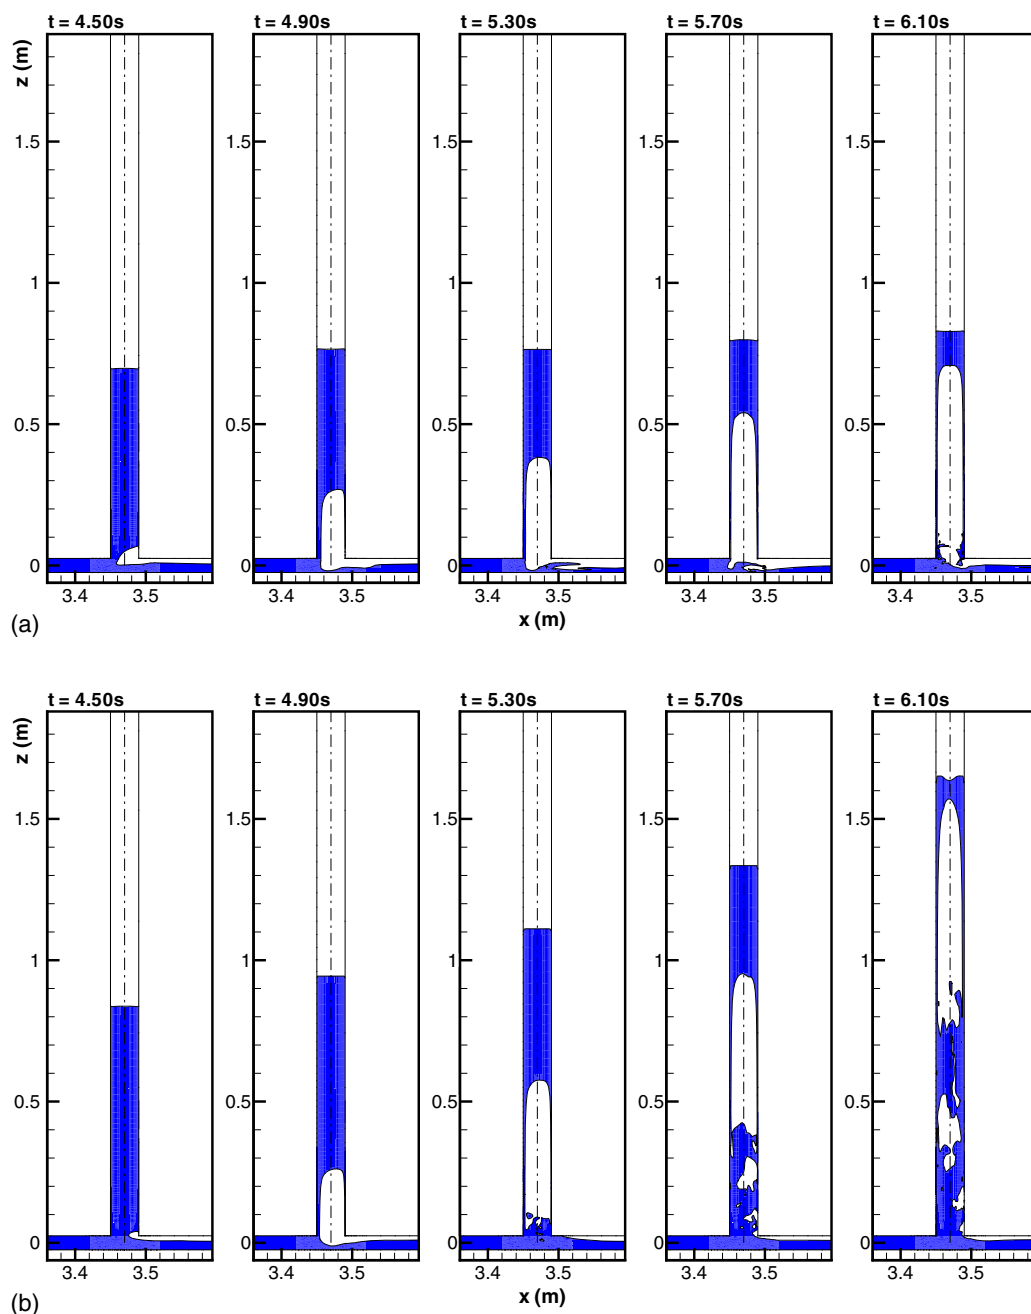 t = 4.50s t = 4.90s t = 5.30s t = 5.70s t = 6.10s
z (m)
1.5 1.5 1.5 1.5 1.5
1 1 1 1 1
0.5 0.5 0.5 0.5 0.5
0 0 0 0 0
3.4 3.5 3.4 3.5 3.4 3.5 3.4 3.5 3.4 3.5
(a) x (m)
t = 4.50s t = 4.90s t = 5.30s t = 5.70s t = 6.10s
z (m)
1.5 1.5 1.5 1.5 1.5
1 1 1 1 1
0.5 0.5 0.5 0.5 0.5
0 0 0 0 0
3.4 3.5 3.4 3.5 3.4 3.5 3.4 3.5 3.4 3.5
(b) x (m)